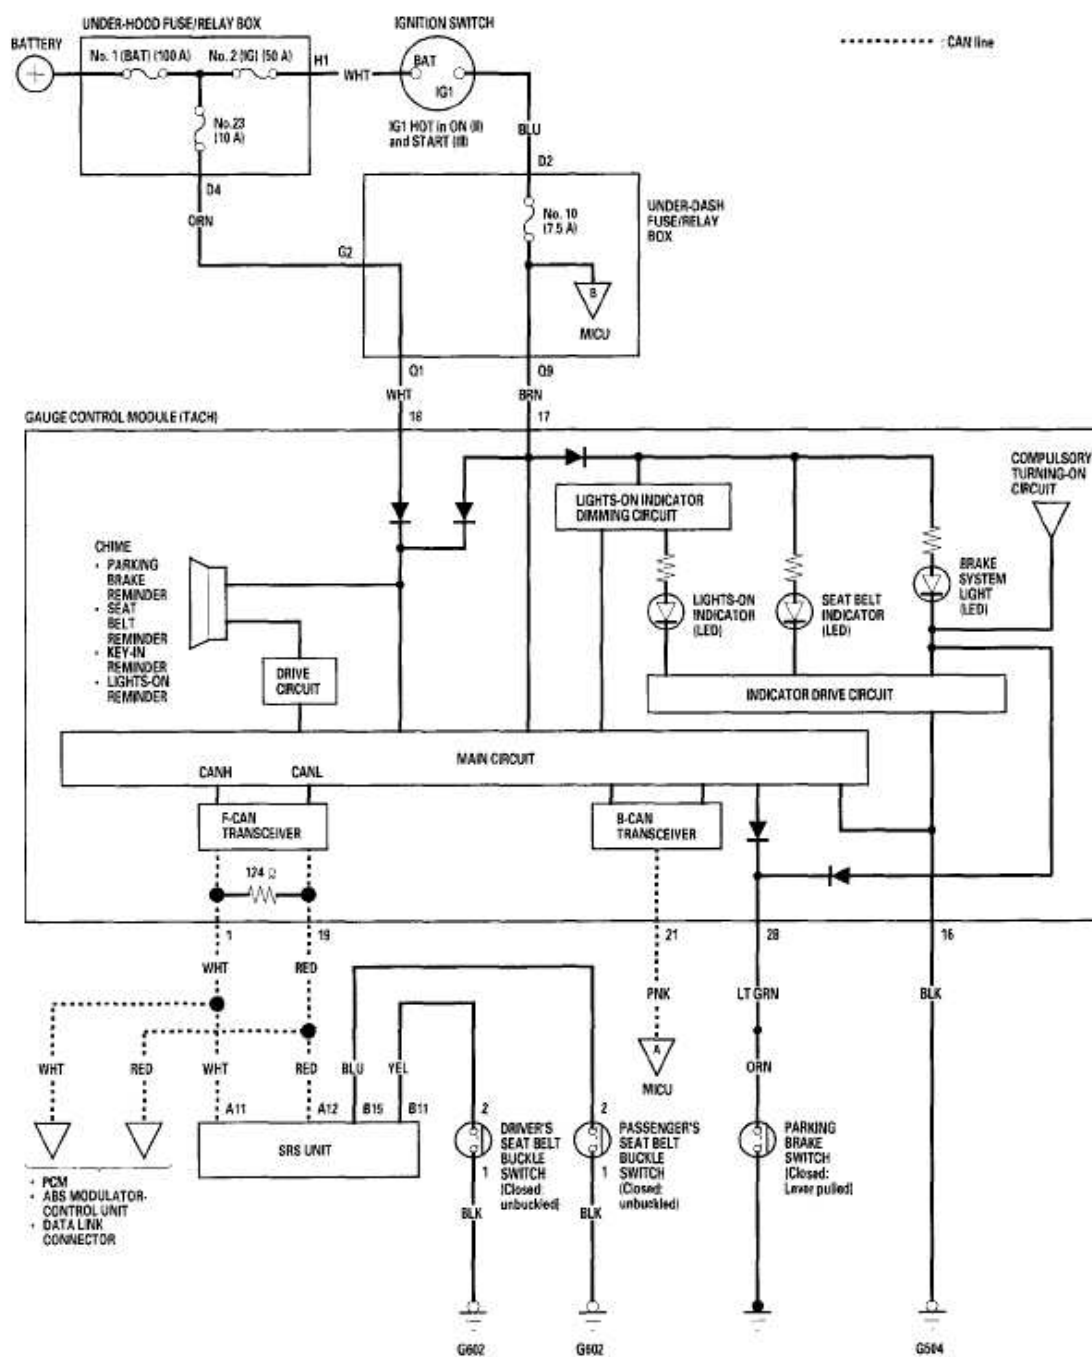 UNDER-HOOD FUSE/RELAY BOX
IGNITION SWITCH
BATTERY
No. 1 (BAT) (100 A)
No. 2 (IG) (50 A)
H1
WHT
BAT
IG1
: CAN line
No.23
(10 A)
IG1 HOT in ON (II)
and START (III)
BLU
D4
D2
ORN
No. 10
(7.5 A)
UNDER-DASH
FUSE/RELAY
BOX
G2
B
MICU
Q1
Q9
WHT
BRN
GAUGE CONTROL MODULE (TACH)
18
17
COMPULSORY
TURNING-ON
CIRCUIT
LIGHTS-ON INDICATOR
DIMMING CIRCUIT
CHIME
• PARKING
BRAKE
REMINDER
• SEAT
BELT
REMINDER
• KEY-IN
REMINDER
• LIGHTS-ON
REMINDER
LIGHTS-ON
INDICATOR
(LED)
SEAT BELT
INDICATOR
(LED)
BRAKE
SYSTEM
LIGHT
(LED)
DRIVE
CIRCUIT
INDICATOR DRIVE CIRCUIT
MAIN CIRCUIT
CANH
CANL
F-CAN
TRANSCEIVER
B-CAN
TRANSCEIVER
124 Ω
1
19
21
28
16
WHT
RED
PNK
LT GRN
BLK
A
MICU
WHT
RED
WHT
RED
BLU
YEL
ORN
A11
A12
B15
B11
SRS UNIT
2
1
DRIVER'S
SEAT BELT
BUCKLE
SWITCH
(Closed:
unbuckled)
2
1
PASSENGER'S
SEAT BELT
BUCKLE
SWITCH
(Closed:
unbuckled)
PARKING
BRAKE
SWITCH
(Closed:
Lever pulled)
• PCM
• ABS MODULATOR-
CONTROL UNIT
• DATA LINK
CONNECTOR
BLK
BLK
G602
G602
G504